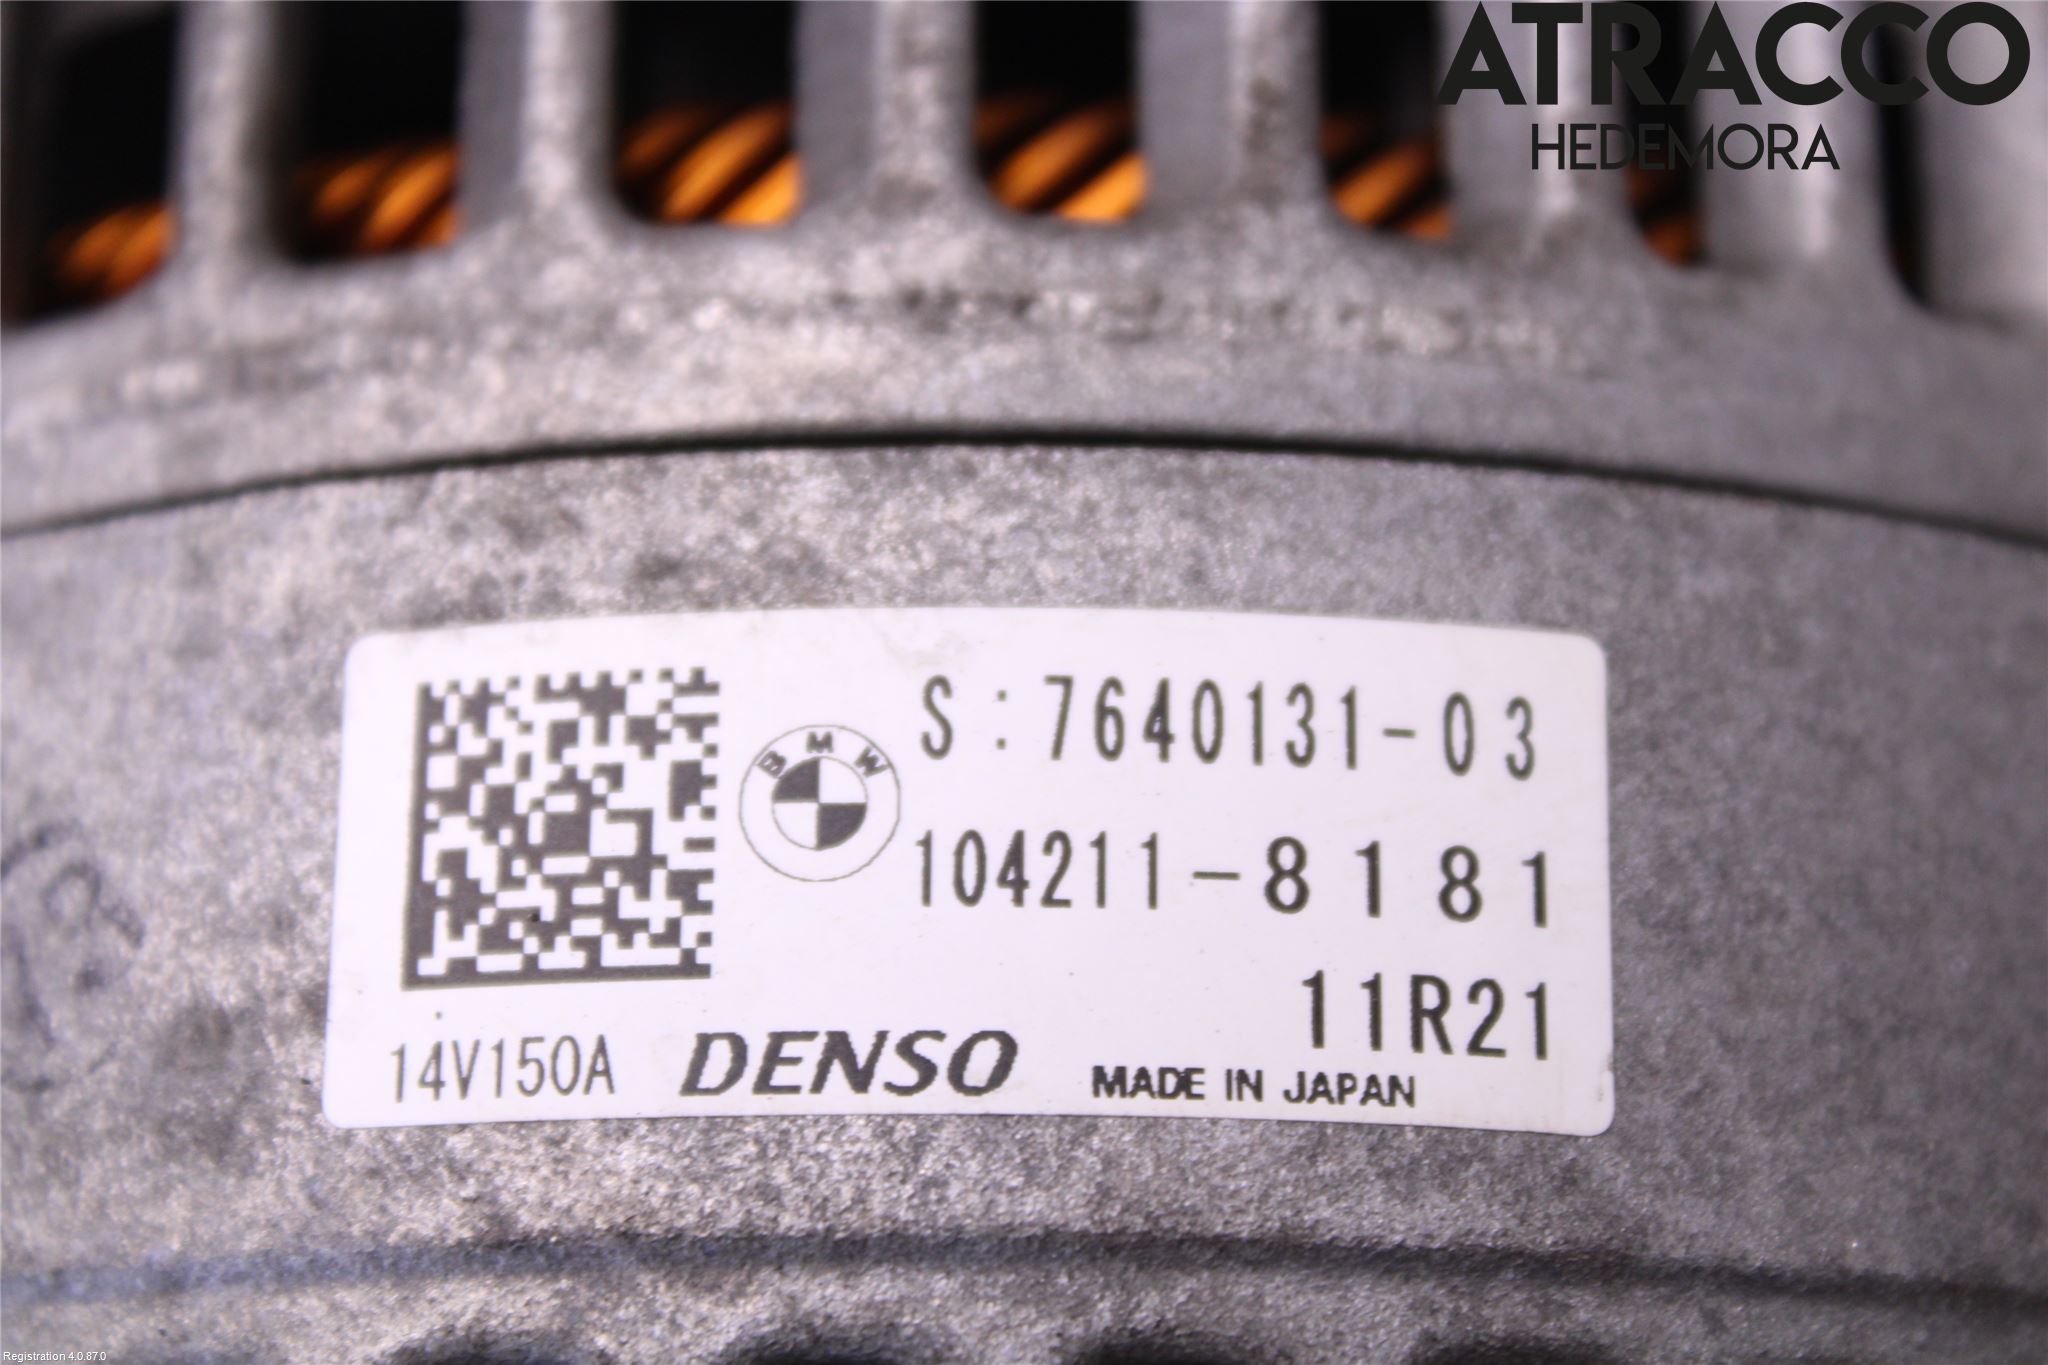 ATRACCO
HEDEMORA
BMW
S:7640131-03
104211-8181
11R21
14V150A DENSO MADE IN JAPAN
Registration 4.0.87.0